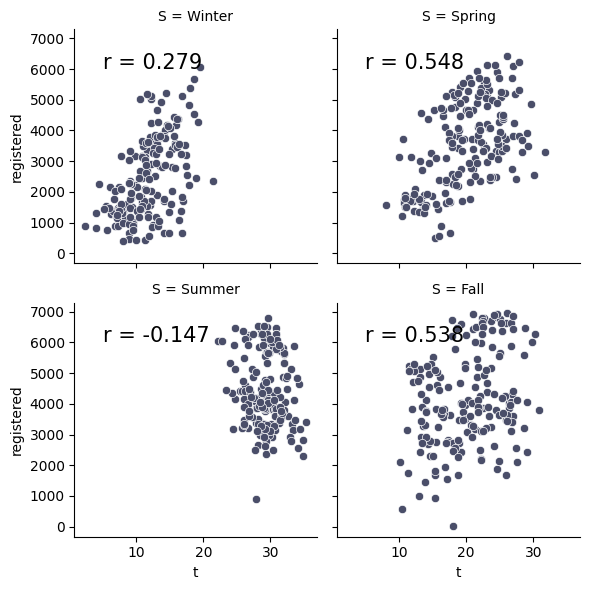 S = Winter
S = Spring
7000
6000
5000
4000
3000
2000
1000
0
registered
r = 0.279
r = 0.548
S = Summer
S = Fall
7000
6000
5000
4000
3000
2000
1000
0
registered
r = -0.147
r = 0.538
10
20
30
t
10
20
30
t